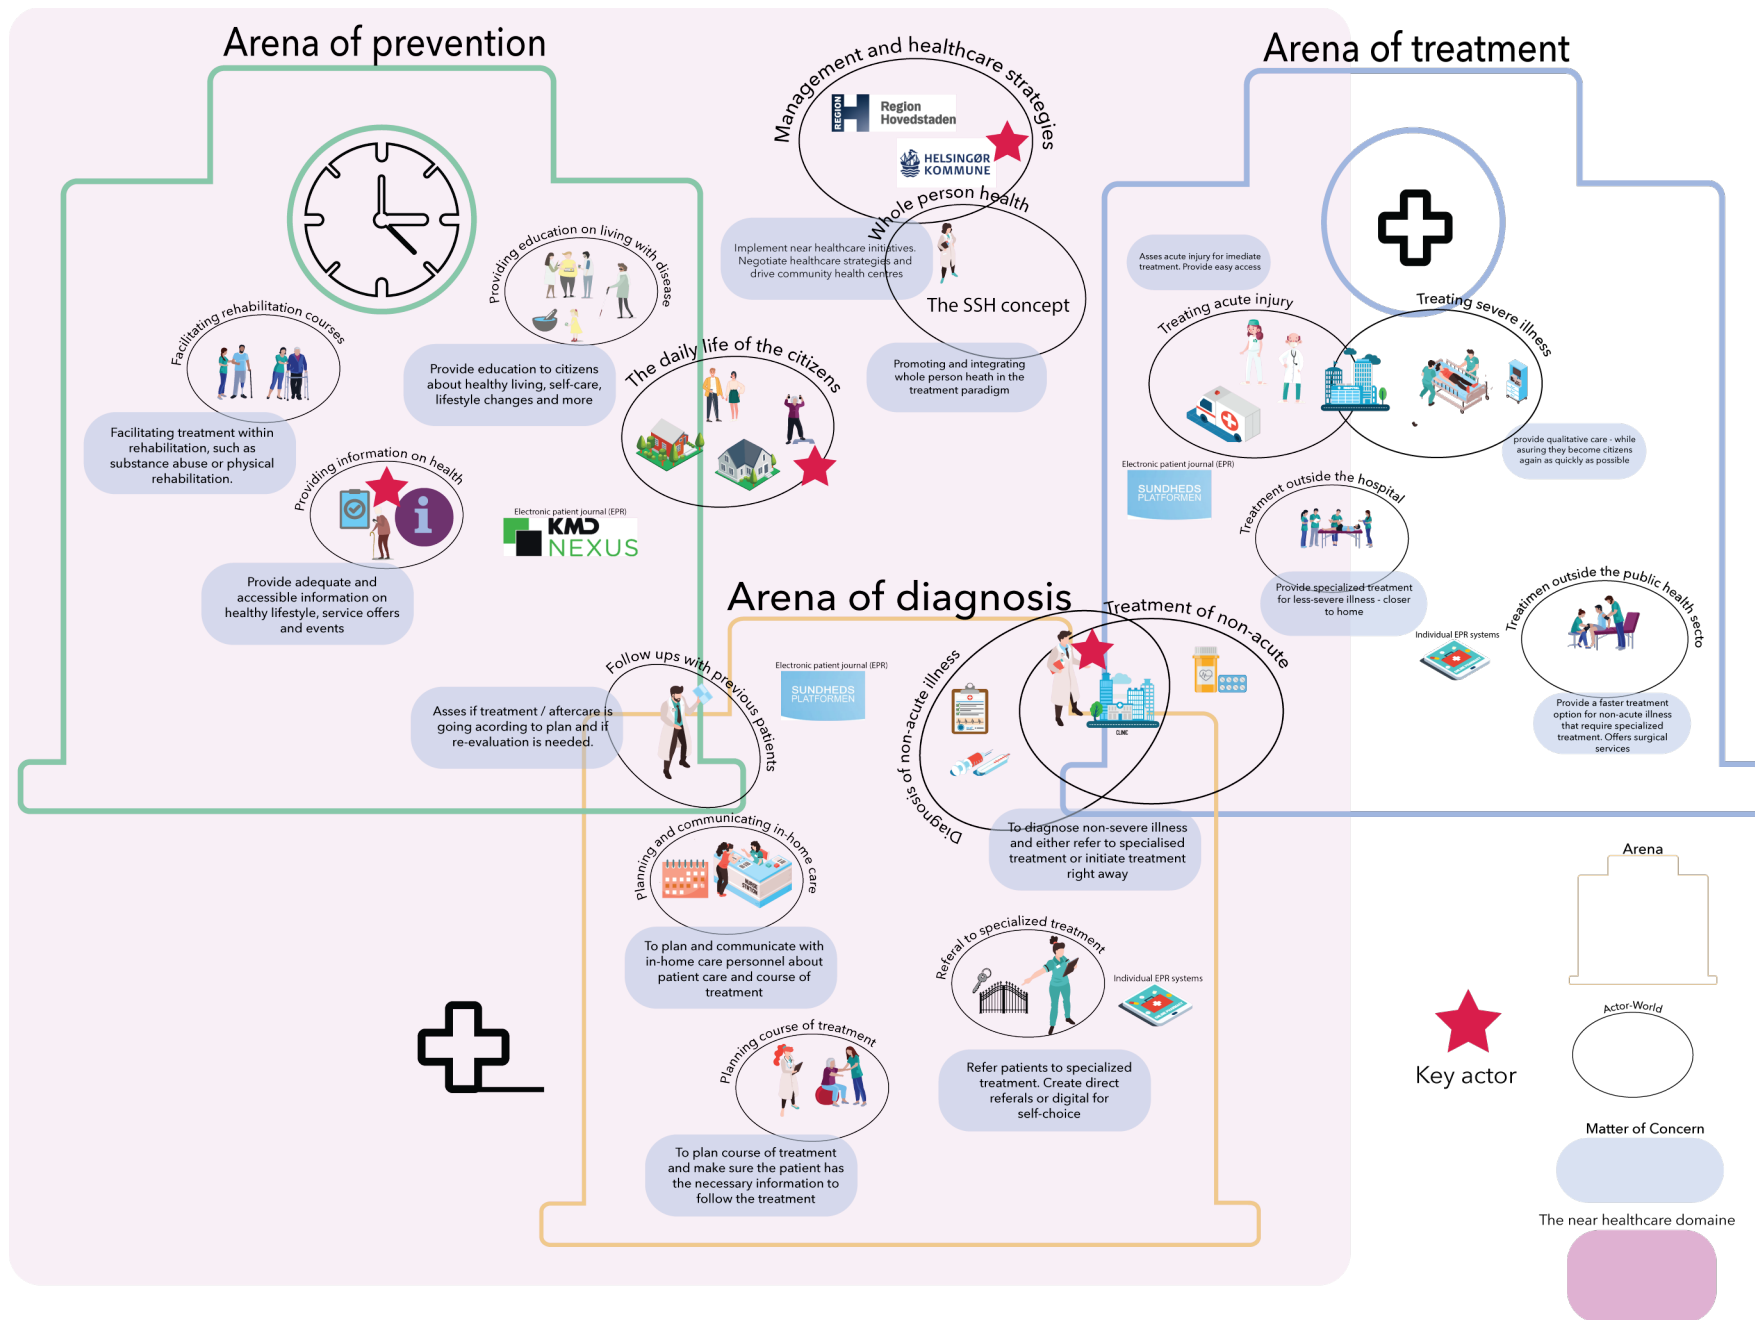 Arena of prevention
Arena of treatment
Management and healthcare strategies
REGION
Region
Hovedstaden
HELSINGØR
KOMMUNE
Whole person health
Implement near healthcare initiatives.
Negotiate healthcare strategies and
drive community health centres
The SSH concept
Promoting and integrating
whole person heath in the
treatment paradigm
Providing education on living with disease
Provide education to citizens
about healthy living, self-care,
lifestyle changes and more
Facilitating rehabilitation courses
Facilitating treatment within
rehabilitation, such as
substance abuse or physical
rehabilitation.
The daily life of the citizens
Providing information on health
i
Provide adequate and
accessible information on
healthy lifestyle, service offers
and events
Electronic patient journal (EPR)
KMD
NEXUS
Asses acute injury for imediate
treatment. Provide easy access
Treating acute injury
Treating severe illness
provide qualitative care - while
asuring they become citizens
again as quickly as possible
Electronic patient journal (EPR)
SUNDHEDS
PLATFORMEN
Treatment outside the hospital
Provide specialized treatment
for less-severe illness - closer
to home
Individual EPR systems
Treatimen outside the public health secto
Provide a faster treatment
option for non-acute illness
that require specialized
treatment. Offers surgical
services
Arena of diagnosis
Follow ups with previous patients
Asses if treatment / aftercare is
going acording to plan and if
re-evaluation is needed.
Electronic patient journal (EPR)
SUNDHEDS
PLATFORMEN
Diagnosis of non-acute illness
Treatment of non-acute
CLINIC
To diagnose non-severe illness
and either refer to specialised
treatment or initiate treatment
right away
Planning and communicating in-home care
NURSE
STATION
To plan and communicate with
in-home care personnel about
patient care and course of
treatment
Referal to specialized treatment
Individual EPR systems
Refer patients to specialized
treatment. Create direct
referals or digital for
self-choice
Planning course of treatment
To plan course of treatment
and make sure the patient has
the necessary information to
follow the treatment
Arena
Key actor
Actor-World
Matter of Concern
The near healthcare domaine